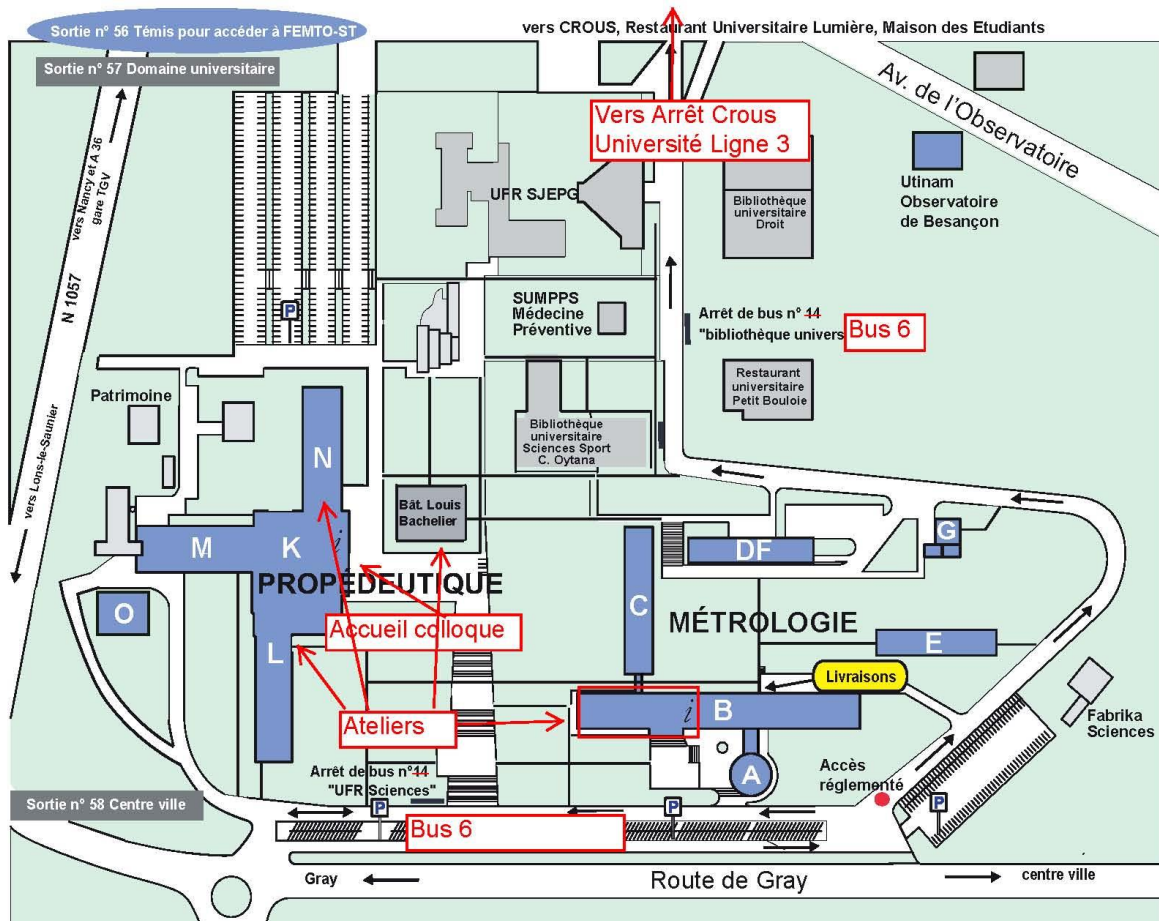 Sortie n° 56 Témis pour accéder à FEMTO-ST
vers CROUS, Restaurant Universitaire Lumière, Maison des Etudiants
Sortie n° 57 Domaine universitaire
Av. de l'Observatoire
Vers Arrêt Crous
Université Ligne 3
vers Nancy et A 36
gare TGV
N 1057
vers Lons-le-Saunier
UFR SJEPG
Bibliothèque
universitaire
Droit
Utinam
Observatoire
de Besançon
P
SUMPPS
Médecine
Préventive
Arrêt de bus n° 14
"bibliothèque univers
Bus 6
Patrimoine
Restaurant
universitaire
Petit Bouloie
Bibliothèque
universitaire
Sciences Sport
C. Oytana
N
Bât. Louis
Bachelier
M
K
i
DF
G
PROPÉDEUTIQUE
C
MÉTROLOGIE
O
Accueil colloque
E
L
Livraisons
Ateliers
i
B
Fabrika
Sciences
A
Accès
réglementé
Arrêt de bus n°14
"UFR Sciences"
Sortie n° 58 Centre ville
P
P
P
Bus 6
Gray
Route de Gray
centre ville